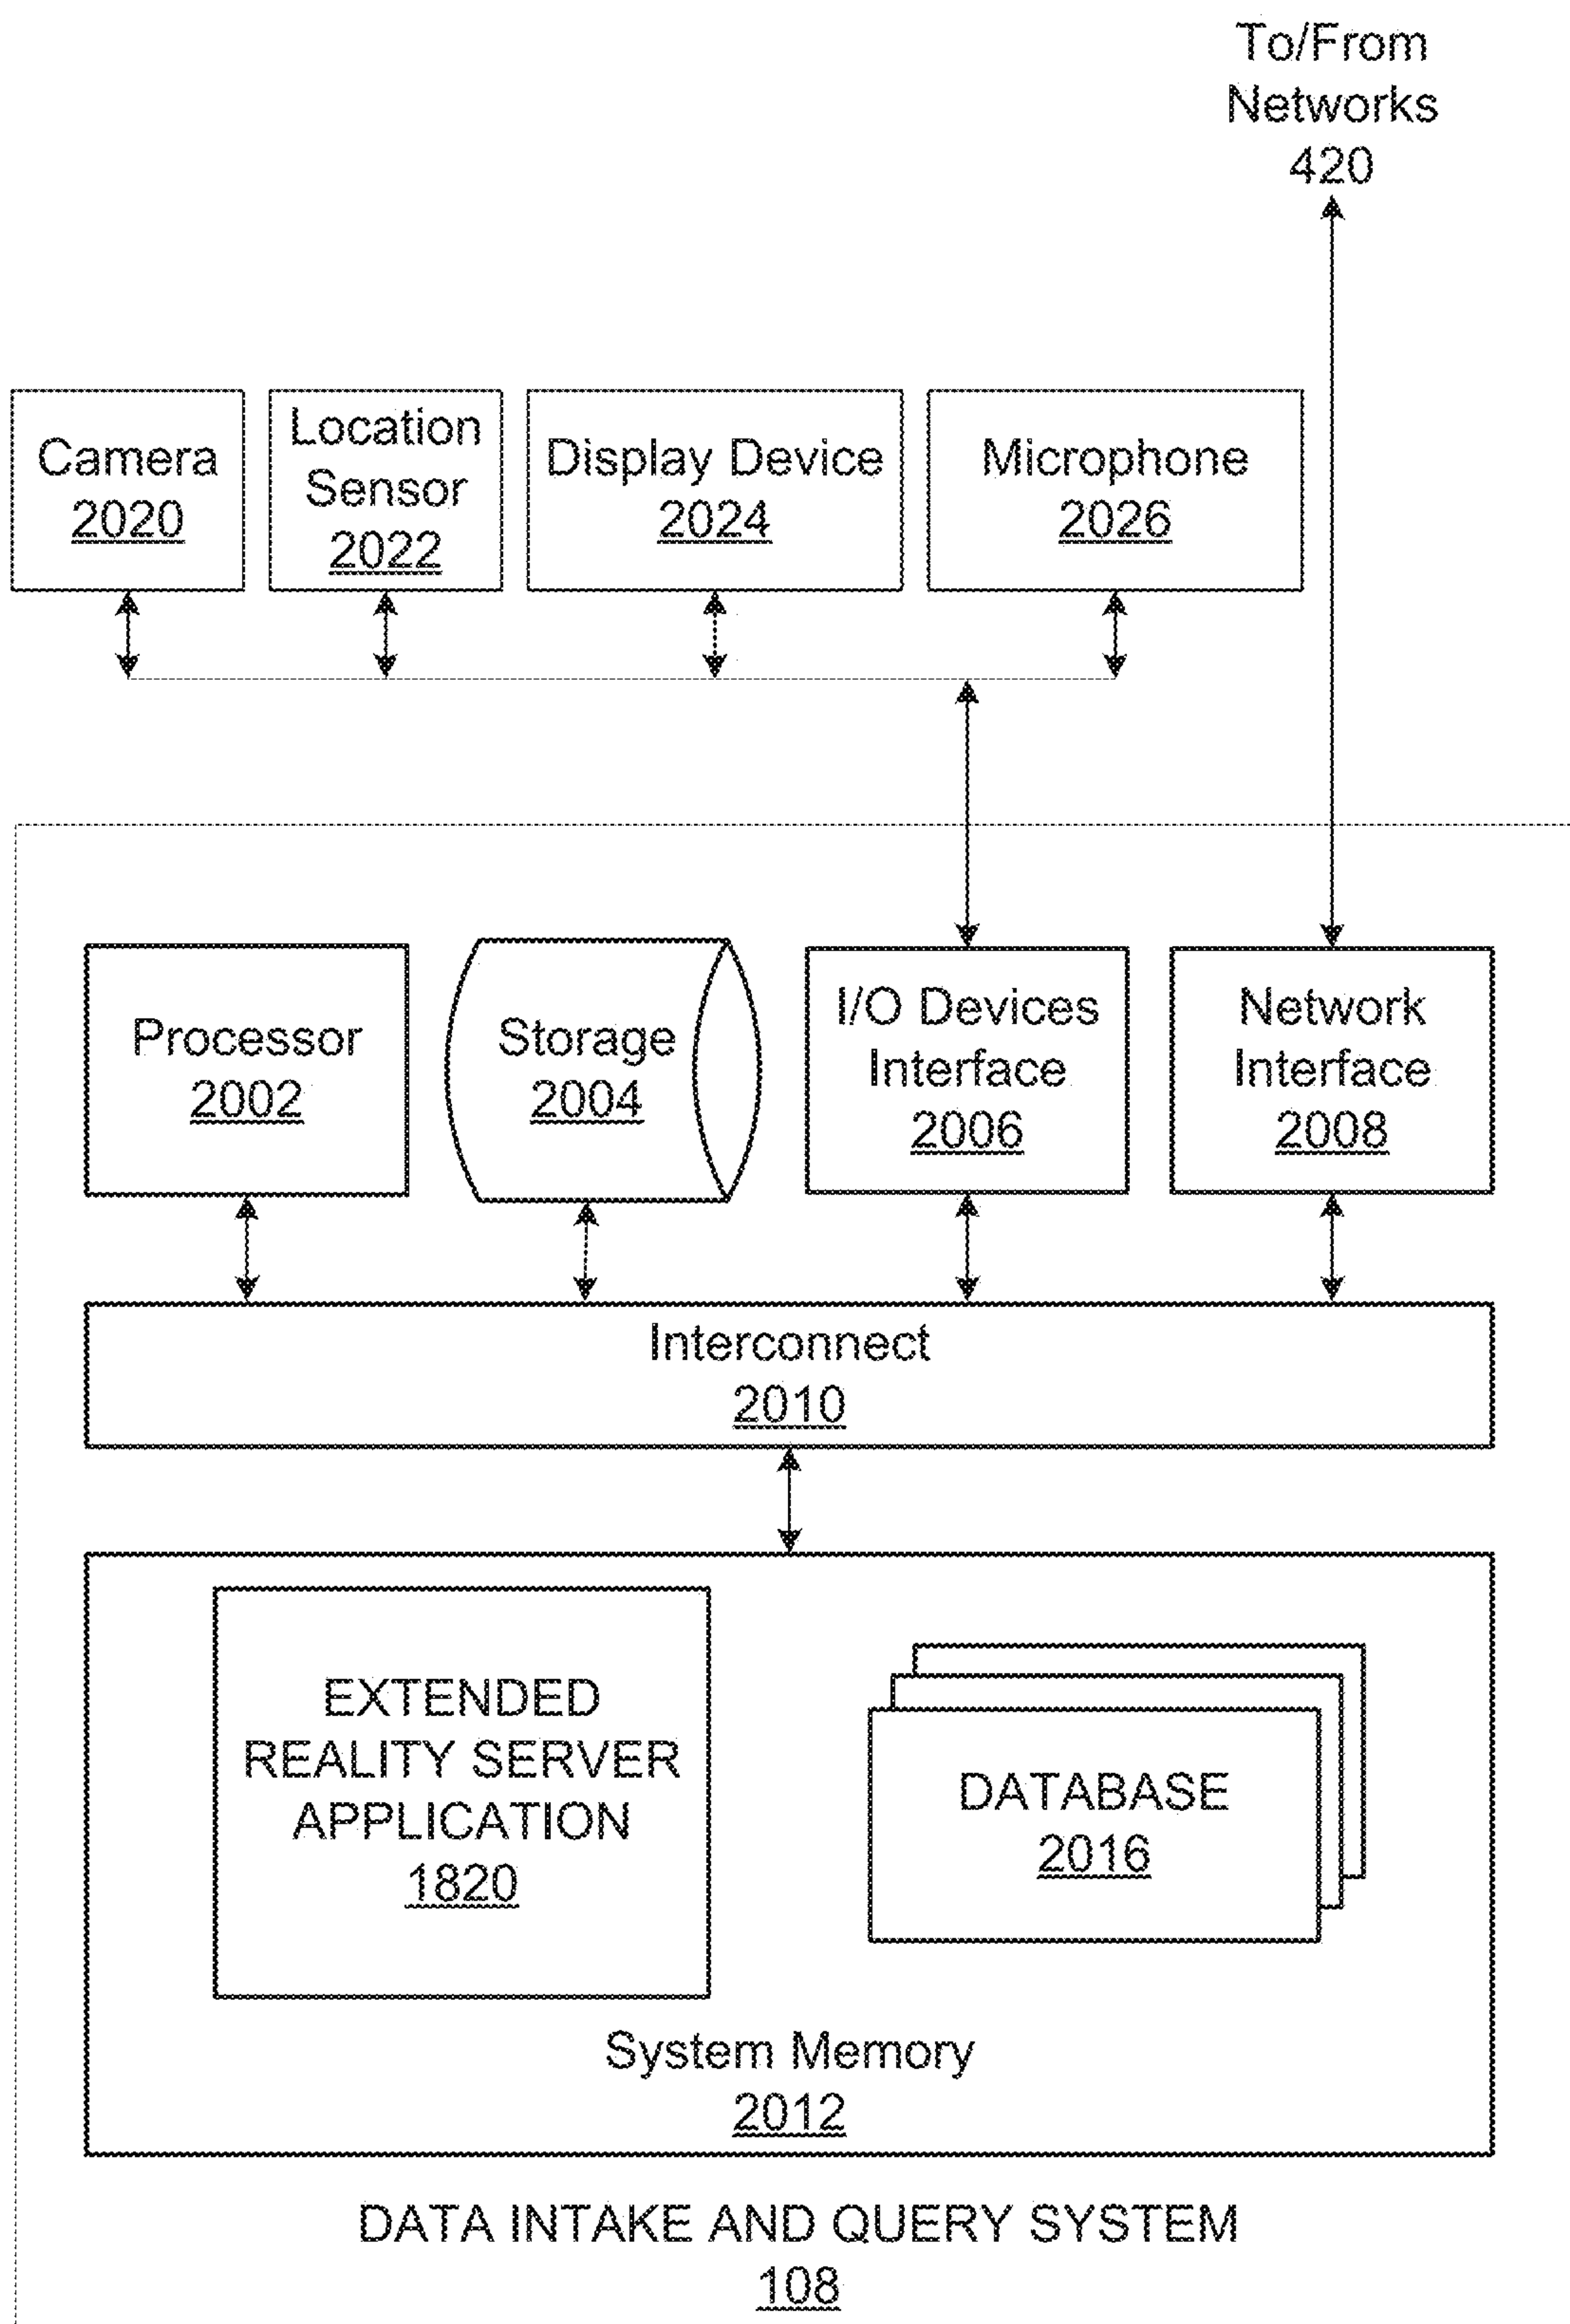 To/From
Networks
420
Camera
2020
Location
Sensor
2022
Display Device
2024
Microphone
2026
Processor
2002
Storage
2004
I/O Devices
Interface
2006
Network
Interface
2008
Interconnect
2010
EXTENDED
REALITY SERVER
APPLICATION
1820
DATABASE
2016
System Memory
2012
DATA INTAKE AND QUERY SYSTEM
108